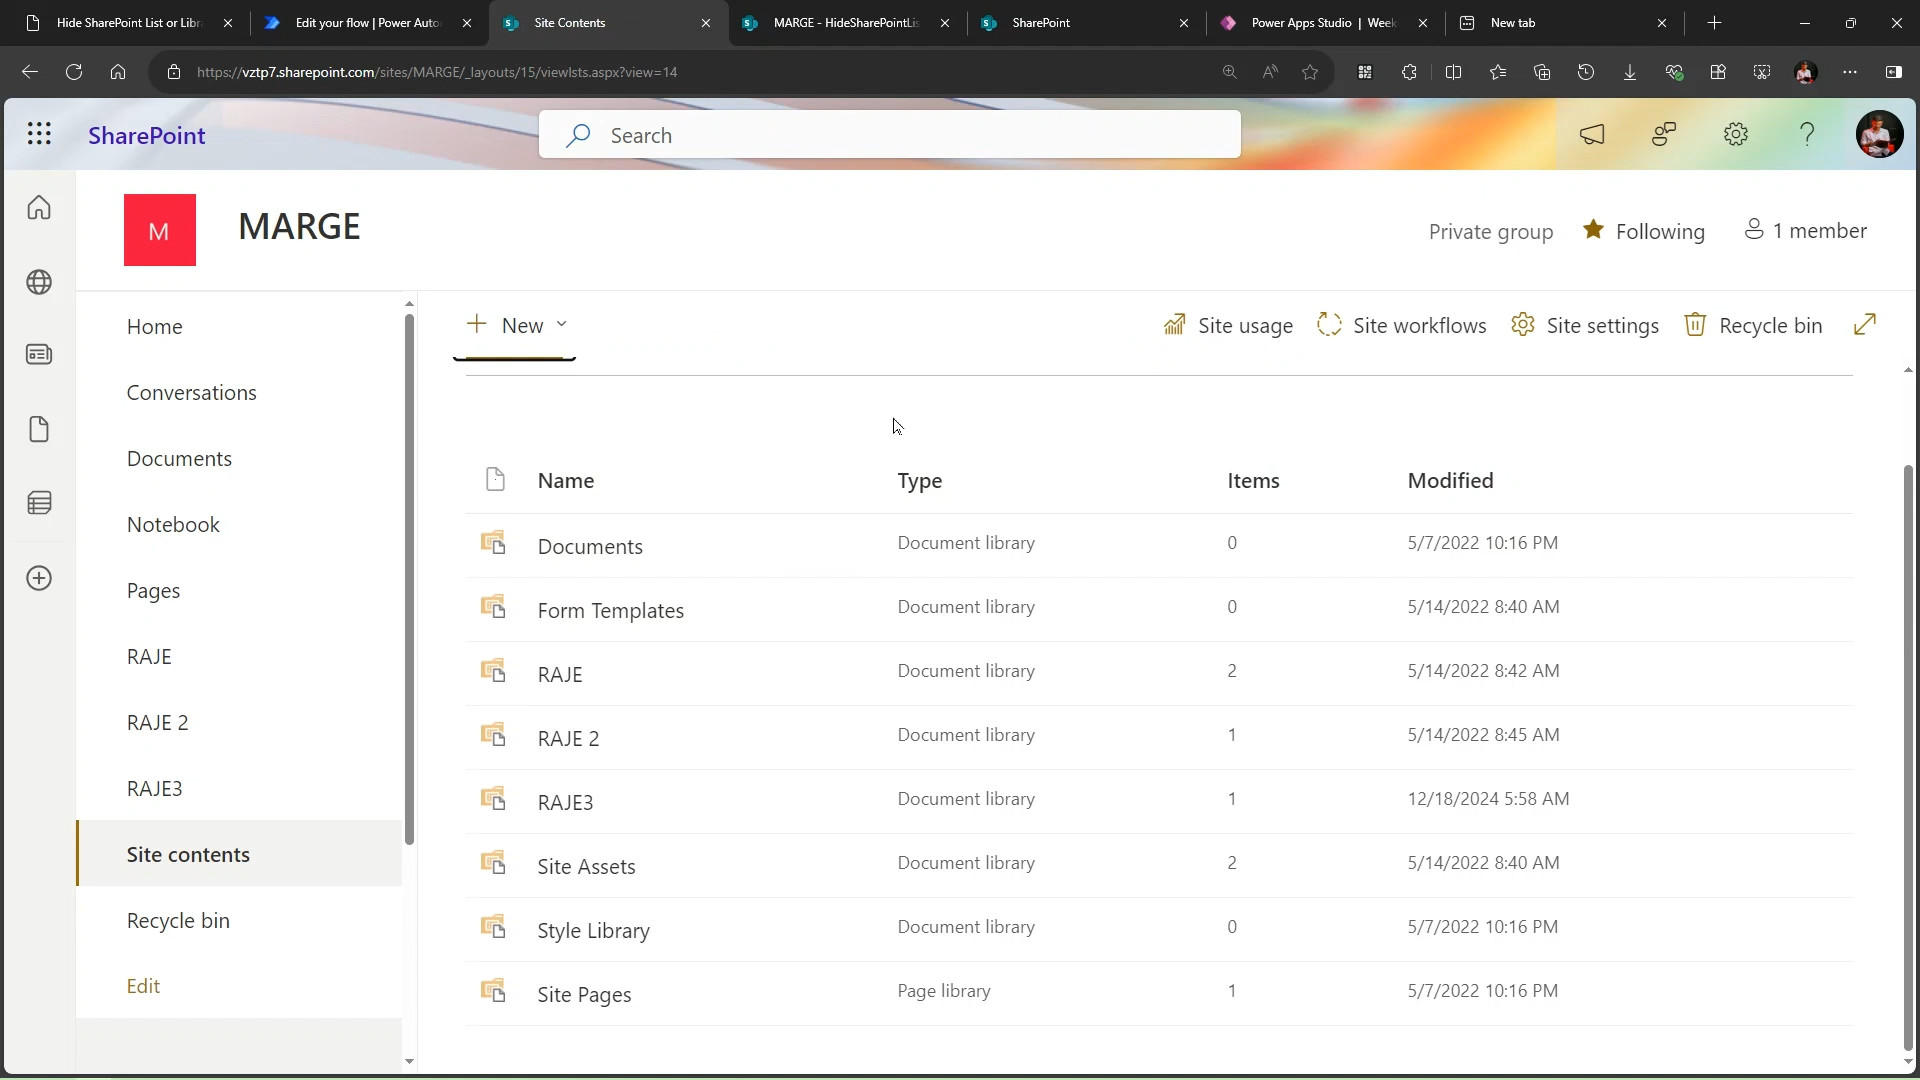 Hide SharePoint List or Libra
Edit your flow | Power Auto
Site Contents
MARGE - HideSharePointLis
SharePoint
Power Apps Studio | Week
New tab
https://vztp7.sharepoint.com/sites/MARGE/_layouts/15/viewlsts.aspx?view=14
SharePoint
Search
M
MARGE
Private group
Following
1 member
Home
Conversations
Documents
Notebook
Pages
RAJE
RAJE 2
RAJE3
Site contents
Recycle bin
Edit
New
Site usage
Site workflows
Site settings
Recycle bin
Name Type Items Modified
Documents Document library 0 5/7/2022 10:16 PM
Form Templates Document library 0 5/14/2022 8:40 AM
RAJE Document library 2 5/14/2022 8:42 AM
RAJE 2 Document library 1 5/14/2022 8:45 AM
RAJE3 Document library 1 12/18/2024 5:58 AM
Site Assets Document library 2 5/14/2022 8:40 AM
Style Library Document library 0 5/7/2022 10:16 PM
Site Pages Page library 1 5/7/2022 10:16 PM